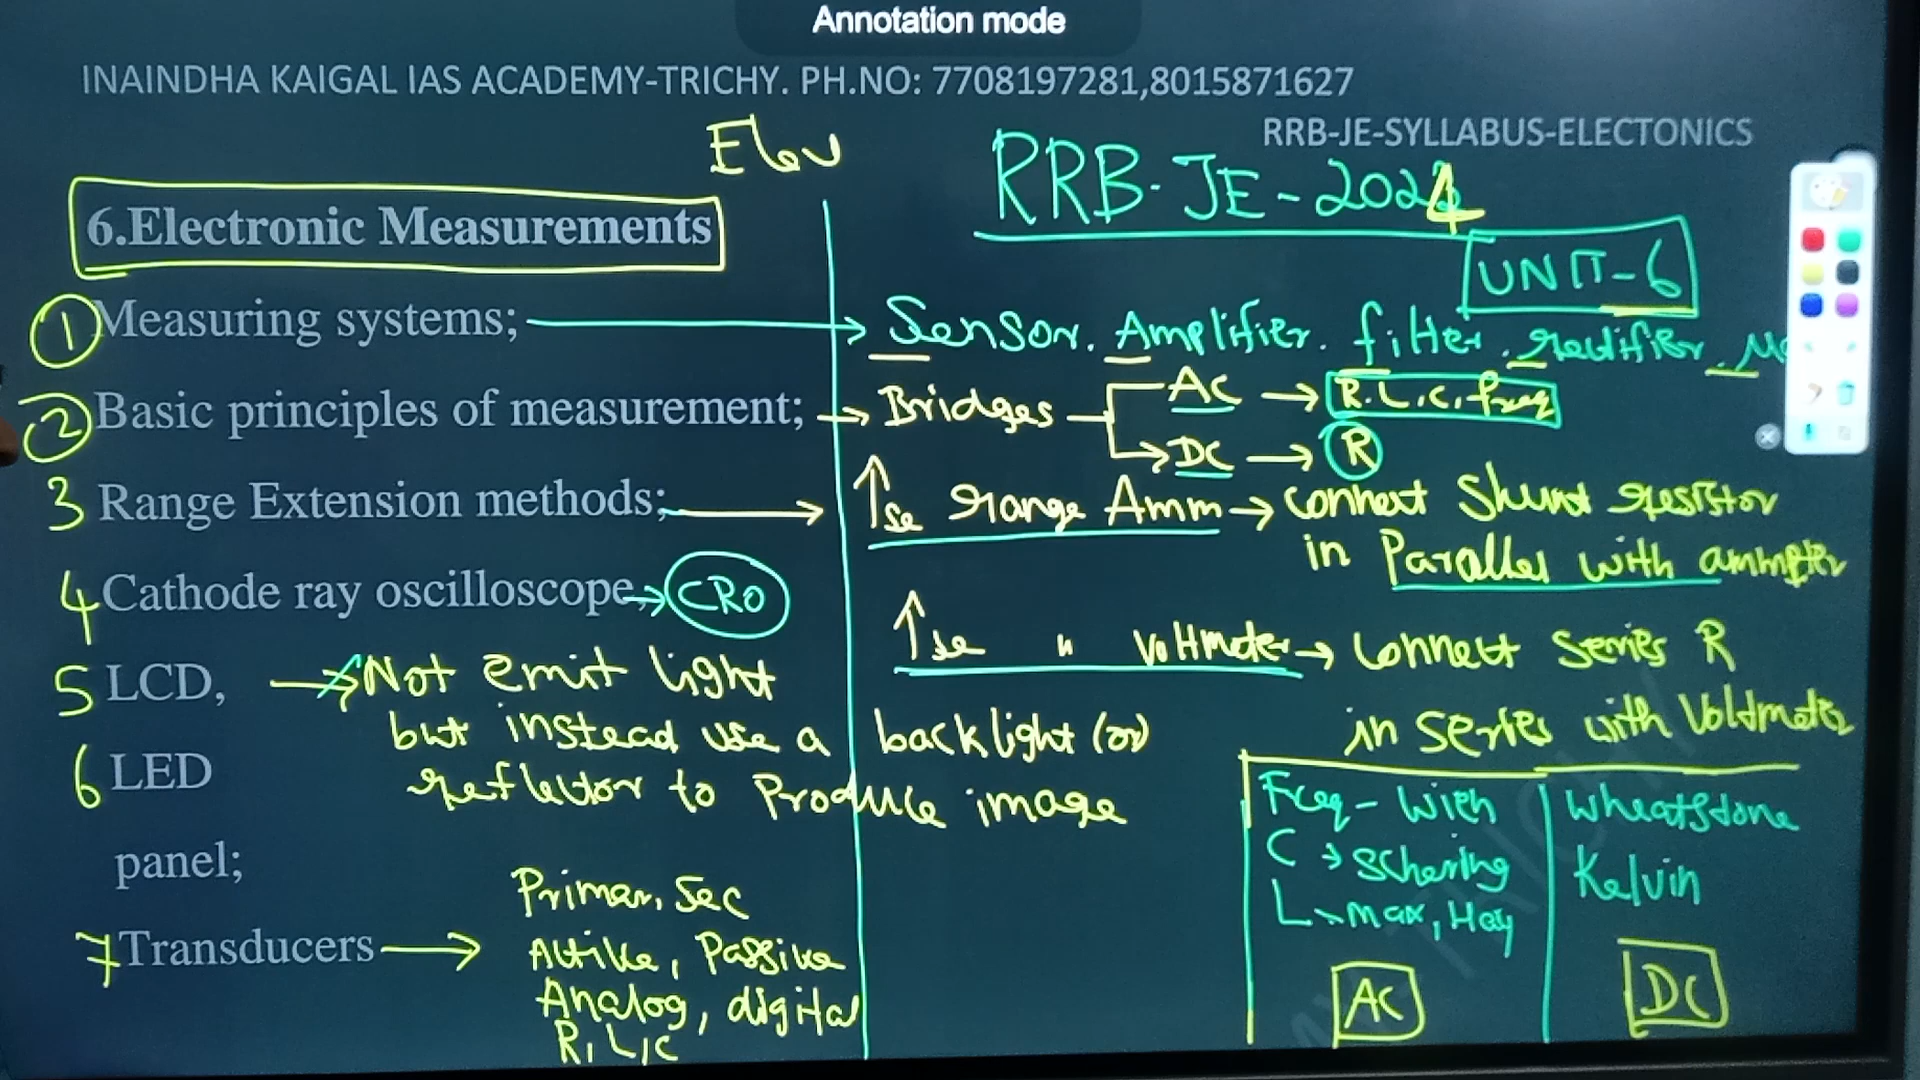 Annotation mode
INAINDHA KAIGAL IAS ACADEMY-TRICHY. PH.NO: 7708197281,8015871627
RRB-JE-SYLLABUS-ELECTONICS
RRB-JE-2024
UNIT-6
6.Electronic Measurements
1 Measuring systems; → Sensor. Amplifier. filter. rectifier.
2 Basic principles of measurement; → Bridges AC → R.L.C. freq
DC → R
3 Range Extension methods; → ↑se range Amm → connect Shunt resistor
in Parallel with ammeter
4 Cathode ray oscilloscope, → CRO
↑se " Voltmeter → connect series R
in series with Voltmeter
5 LCD, → Not emit light
but instead use a backlight (or)
6 LED reflector to Produce image
panel;
7 Transducers → Primary, Sec
Active, Passive
Analog, digital
R, L, C
Freq - Wien
C → Schering
L → max, Hay
AC
Wheatstone
Kelvin
DC